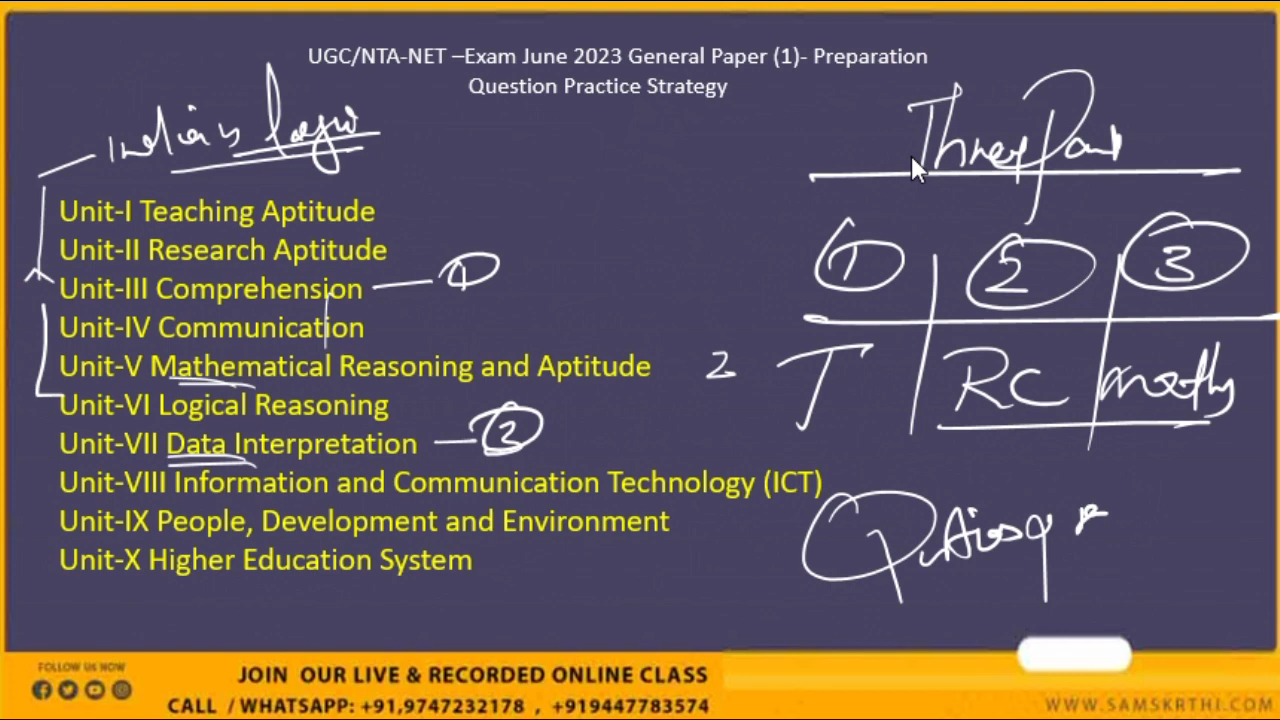 UGC/NTA-NET –Exam June 2023 General Paper (1)- Preparation
Question Practice Strategy
India's logic
Three Part
Unit-I Teaching Aptitude
Unit-II Research Aptitude
Unit-III Comprehension 1
Unit-IV Communication
Unit-V Mathematical Reasoning and Aptitude
Unit-VI Logical Reasoning
Unit-VII Data Interpretation 2
Unit-VIII Information and Communication Technology (ICT)
Unit-IX People, Development and Environment
Unit-X Higher Education System
1 2 3
2 T RC maths
FOLLOW US NOW
JOIN OUR LIVE & RECORDED ONLINE CLASS
CALL / WHATSAPP: +91,9747232178 , +919447783574
WWW.SAMSKRTHI.COM